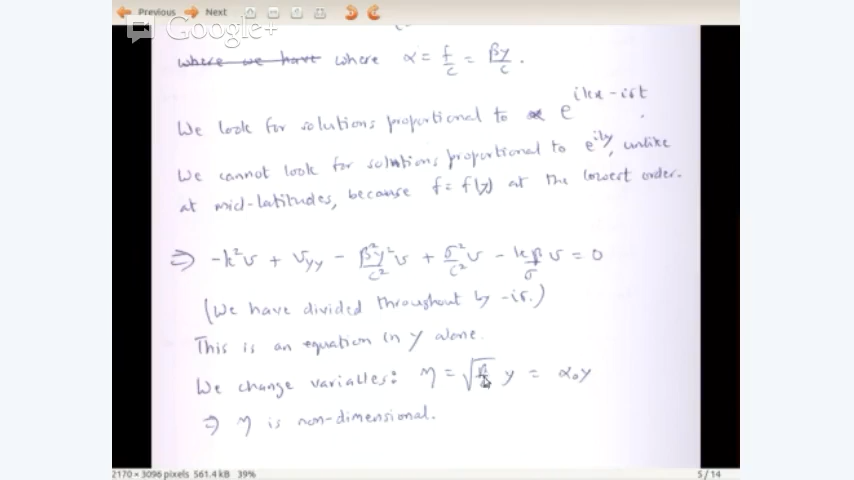 Previous Next
Google+
where we have where α = f/c = βy/c .
We look for solutions proportional to e^{ikx - iσt} .
We cannot look for solutions proportional to e^{ily}, unlike
at mid-latitudes, because f = f(y) at the lowest order.
⇒ -k²v + v_yy - β²y²/c² v + σ²/c² v - kβ/σ v = 0
(We have divided throughout by -iσ.)
This is an equation in y alone.
We change variables: η = √(β/c) y = α₀y
⇒ η is non-dimensional.
2170 × 3096 pixels 561.4 kB 39%
5 / 14